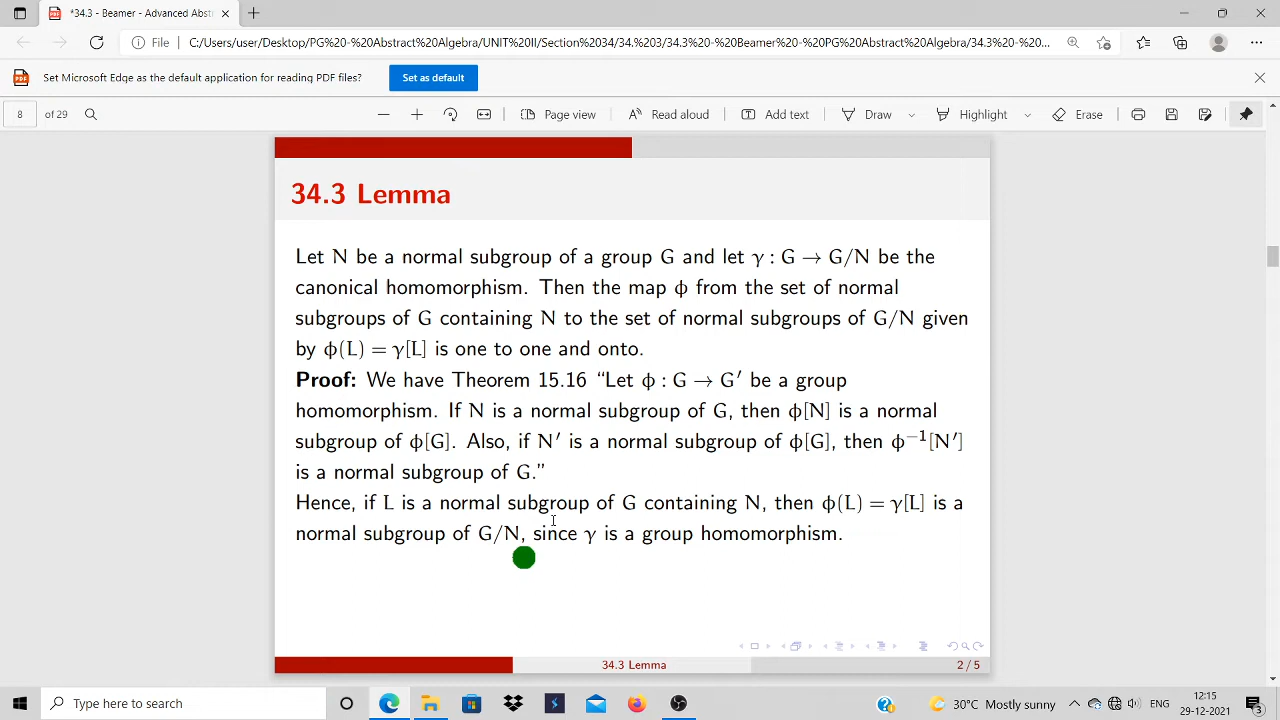 *34.3 - Beamer - Advanced Abst
File
C:/Users/user/Desktop/PG%20-%20Abstract%20Algebra/UNIT%20II/Section%2034/34.3/34.3%20-%20Beamer%20-%20PG%20Abstract%20Algebra/34.3%20-%20...
Set Microsoft Edge as the default application for reading PDF files?
Set as default
8 of 29
Page view
Read aloud
Add text
Draw
Highlight
Erase
34.3 Lemma
Let N be a normal subgroup of a group G and let γ : G → G/N be the
canonical homomorphism. Then the map ϕ from the set of normal
subgroups of G containing N to the set of normal subgroups of G/N given
by ϕ(L) = γ[L] is one to one and onto.
Proof: We have Theorem 15.16 “Let ϕ : G → G′ be a group
homomorphism. If N is a normal subgroup of G, then ϕ[N] is a normal
subgroup of ϕ[G]. Also, if N′ is a normal subgroup of ϕ[G], then ϕ⁻¹[N′]
is a normal subgroup of G.”
Hence, if L is a normal subgroup of G containing N, then ϕ(L) = γ[L] is a
normal subgroup of G/N, since γ is a group homomorphism.
34.3 Lemma
2 / 5
Type here to search
30°C Mostly sunny
ENG
12:15
29-12-2021
3